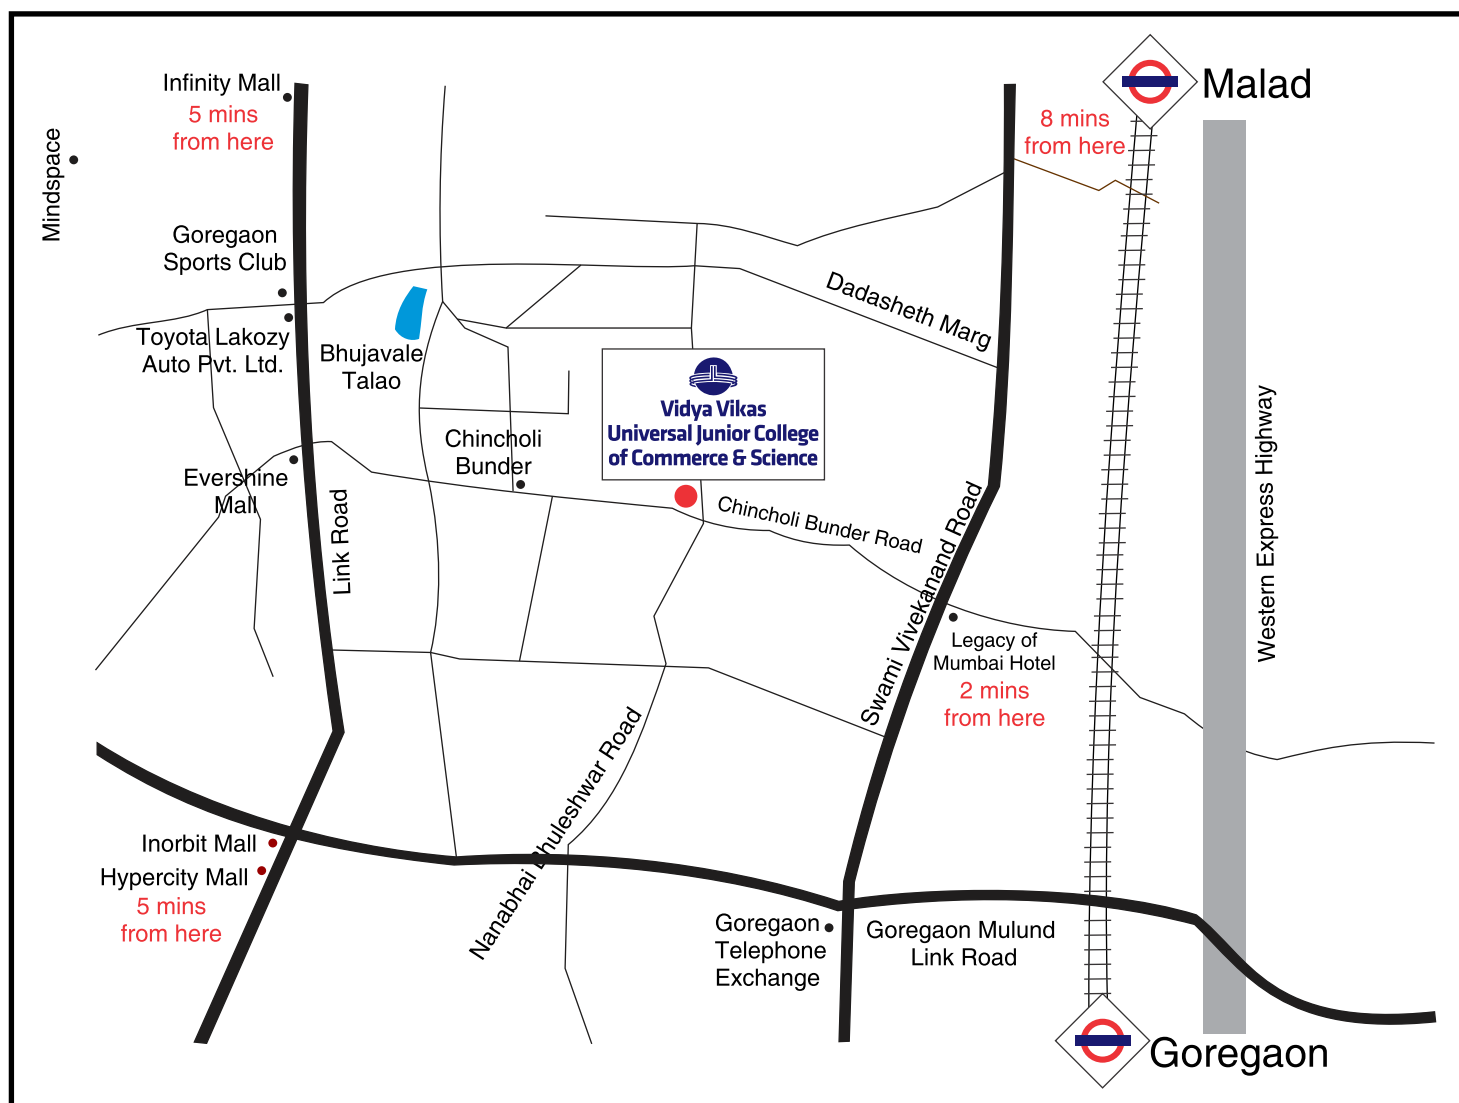 Infinity Mall
5 mins
from here
Mindspace
8 mins
from here
Malad
Goregaon
Sports Club
Toyota Lakozy
Auto Pvt. Ltd.
Bhujavale
Talao
Dadasheth Marg
Vidya Vikas
Universal Junior College
of Commerce & Science
Chincholi
Bunder
Evershine
Mall
Link Road
Chincholi Bunder Road
Swami Vivekanand Road
Western Express Highway
Legacy of
Mumbai Hotel
2 mins
from here
Nanabhai Bhuleshwar Road
Inorbit Mall
Hypercity Mall
5 mins
from here
Goregaon
Telephone
Exchange
Goregaon Mulund
Link Road
Goregaon